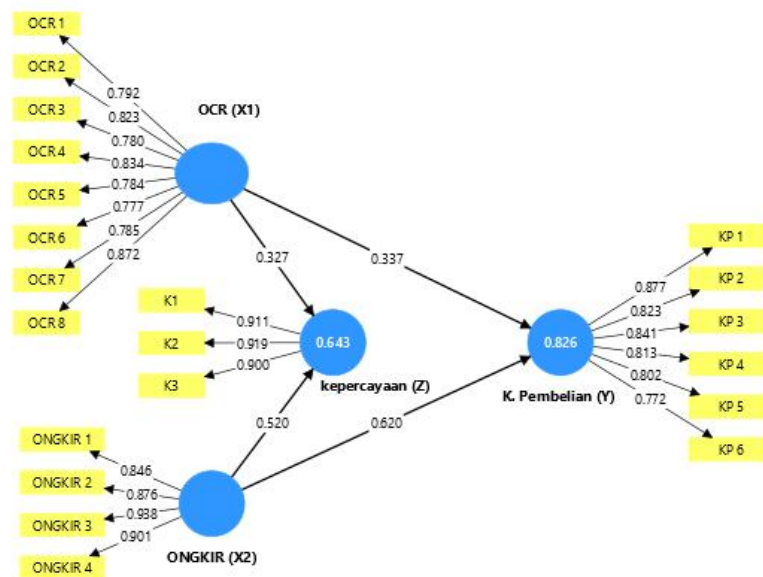 OCR 1
OCR 2
OCR 3
OCR 4
OCR 5
OCR 6
OCR 7
OCR 8
0.792
0.823
0.780
0.834
0.784
0.777
0.785
0.872
OCR (X1)
0.327
0.337
K1
K2
K3
0.911
0.919
0.900
0.643
kepercayaan (Z)
0.826
K. Pembelian (Y)
KP 1
KP 2
KP 3
KP 4
KP 5
KP 6
0.877
0.823
0.841
0.813
0.802
0.772
0.520
0.620
ONGKIR 1
ONGKIR 2
ONGKIR 3
ONGKIR 4
0.846
0.876
0.938
0.901
ONGKIR (X2)